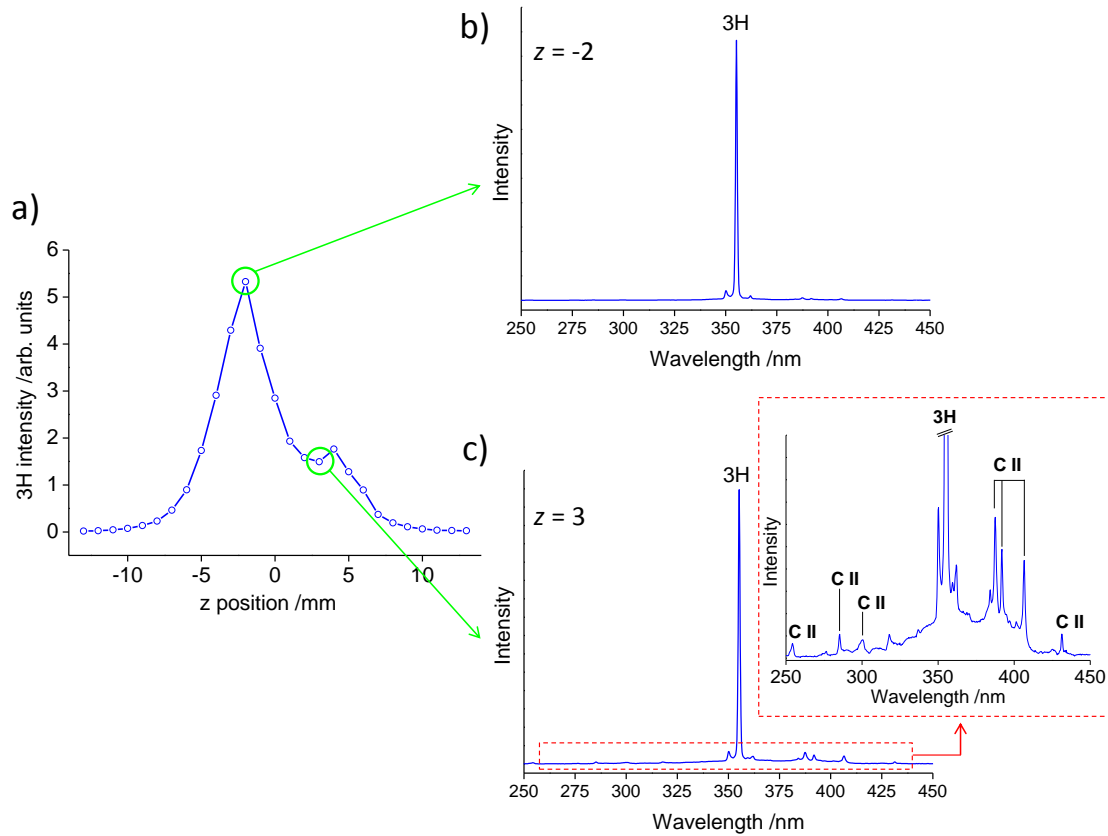 a)
3H intensity /arb. units
6
5
4
3
2
1
0
-10 -5 0 5 10
z position /mm
b)
z = -2
3H
Intensity
250 275 300 325 350 375 400 425 450
Wavelength /nm
c)
z = 3
3H
Intensity
250 275 300 325 350 375 400 425 450
Wavelength /nm
3H
C II
C II
C II
C II
C II
Intensity
250 300 350 400 450
Wavelength /nm